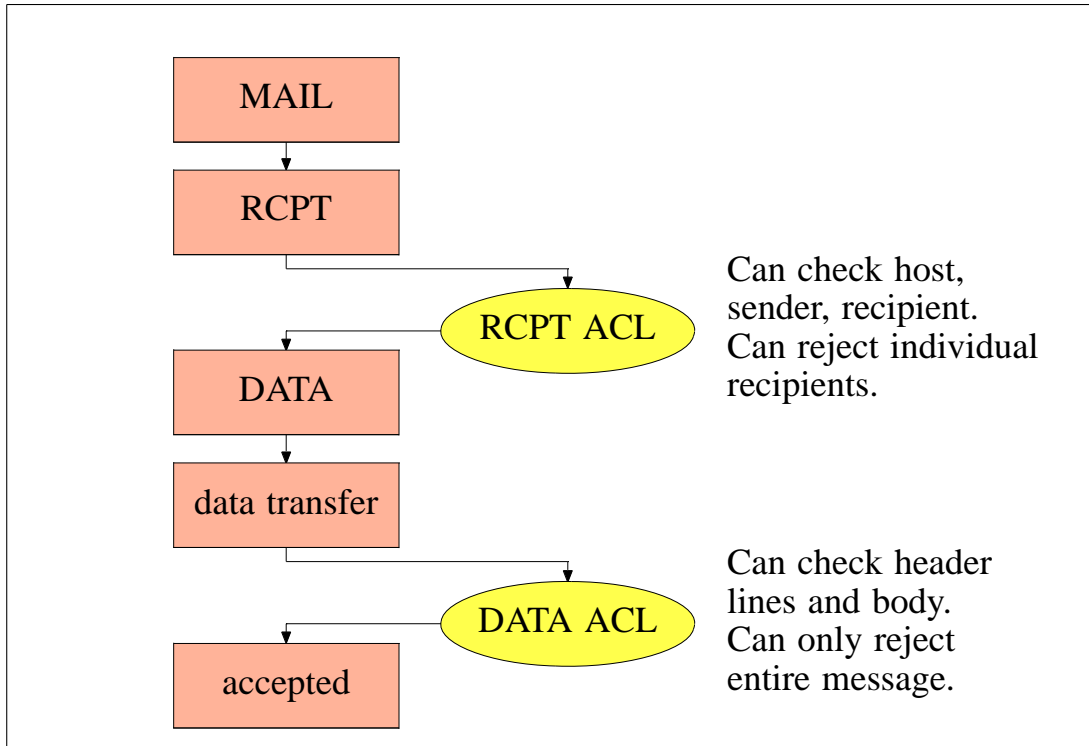 MAIL
RCPT
Can check host,
sender, recipient.
Can reject individual
recipients.
RCPT ACL
DATA
data transfer
Can check header
lines and body.
Can only reject
entire message.
DATA ACL
accepted